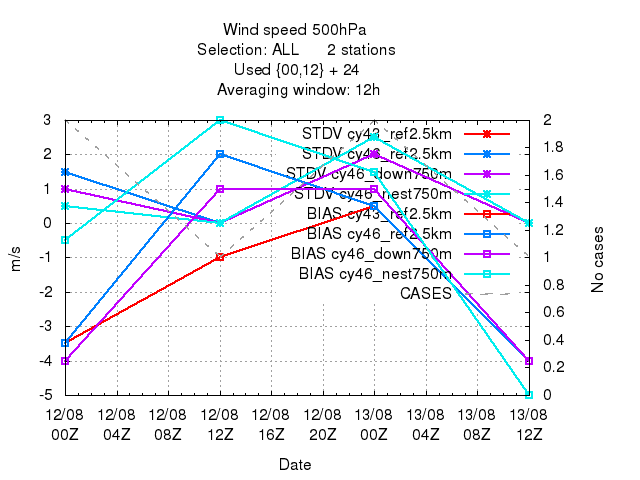 Wind speed 500hPa
Selection: ALL 2 stations
Used {00,12} + 24
Averaging window: 12h
3 2
STDV cy43_ref2.5km
STDV cy46_ref2.5km
2 1.8
STDV cy46_down750m
1 1.6
STDV cy46_nest750m
1.4
BIAS cy43_ref2.5km
0 1.2
BIAS cy46_ref2.5km
BIAS cy46_down750m
-1 1
BIAS cy46_nest750m
CASES
-2 0.8
-3 0.6
0.4
-4 0.2
-5 0
m/s
No cases
12/08 12/08 12/08 12/08 12/08 12/08 13/08 13/08 13/08 13/08
00Z 04Z 08Z 12Z 16Z 20Z 00Z 04Z 08Z 12Z
Date